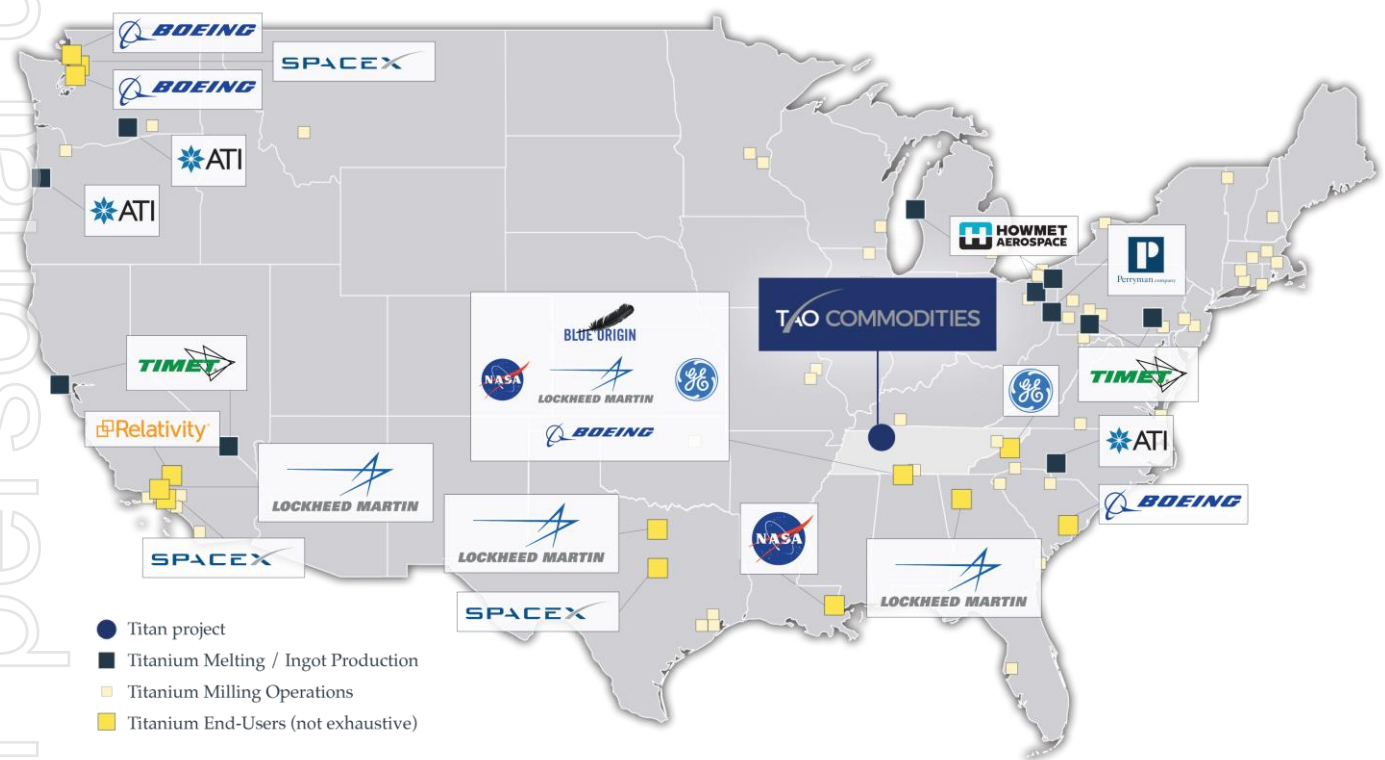 BOEING
SPACEX
BOEING
ATI
ATI
HOWMET
AEROSPACE
P
Perryman company
BLUE ORIGIN
NASA
LOCKHEED MARTIN
GE
BOEING
TAO COMMODITIES
TIMET
GE
TIMET
Relativity
ATI
LOCKHEED MARTIN
LOCKHEED MARTIN
NASA
BOEING
SPACEX
SPACEX
LOCKHEED MARTIN
Titan project
Titanium Melting / Ingot Production
Titanium Milling Operations
Titanium End-Users (not exhaustive)